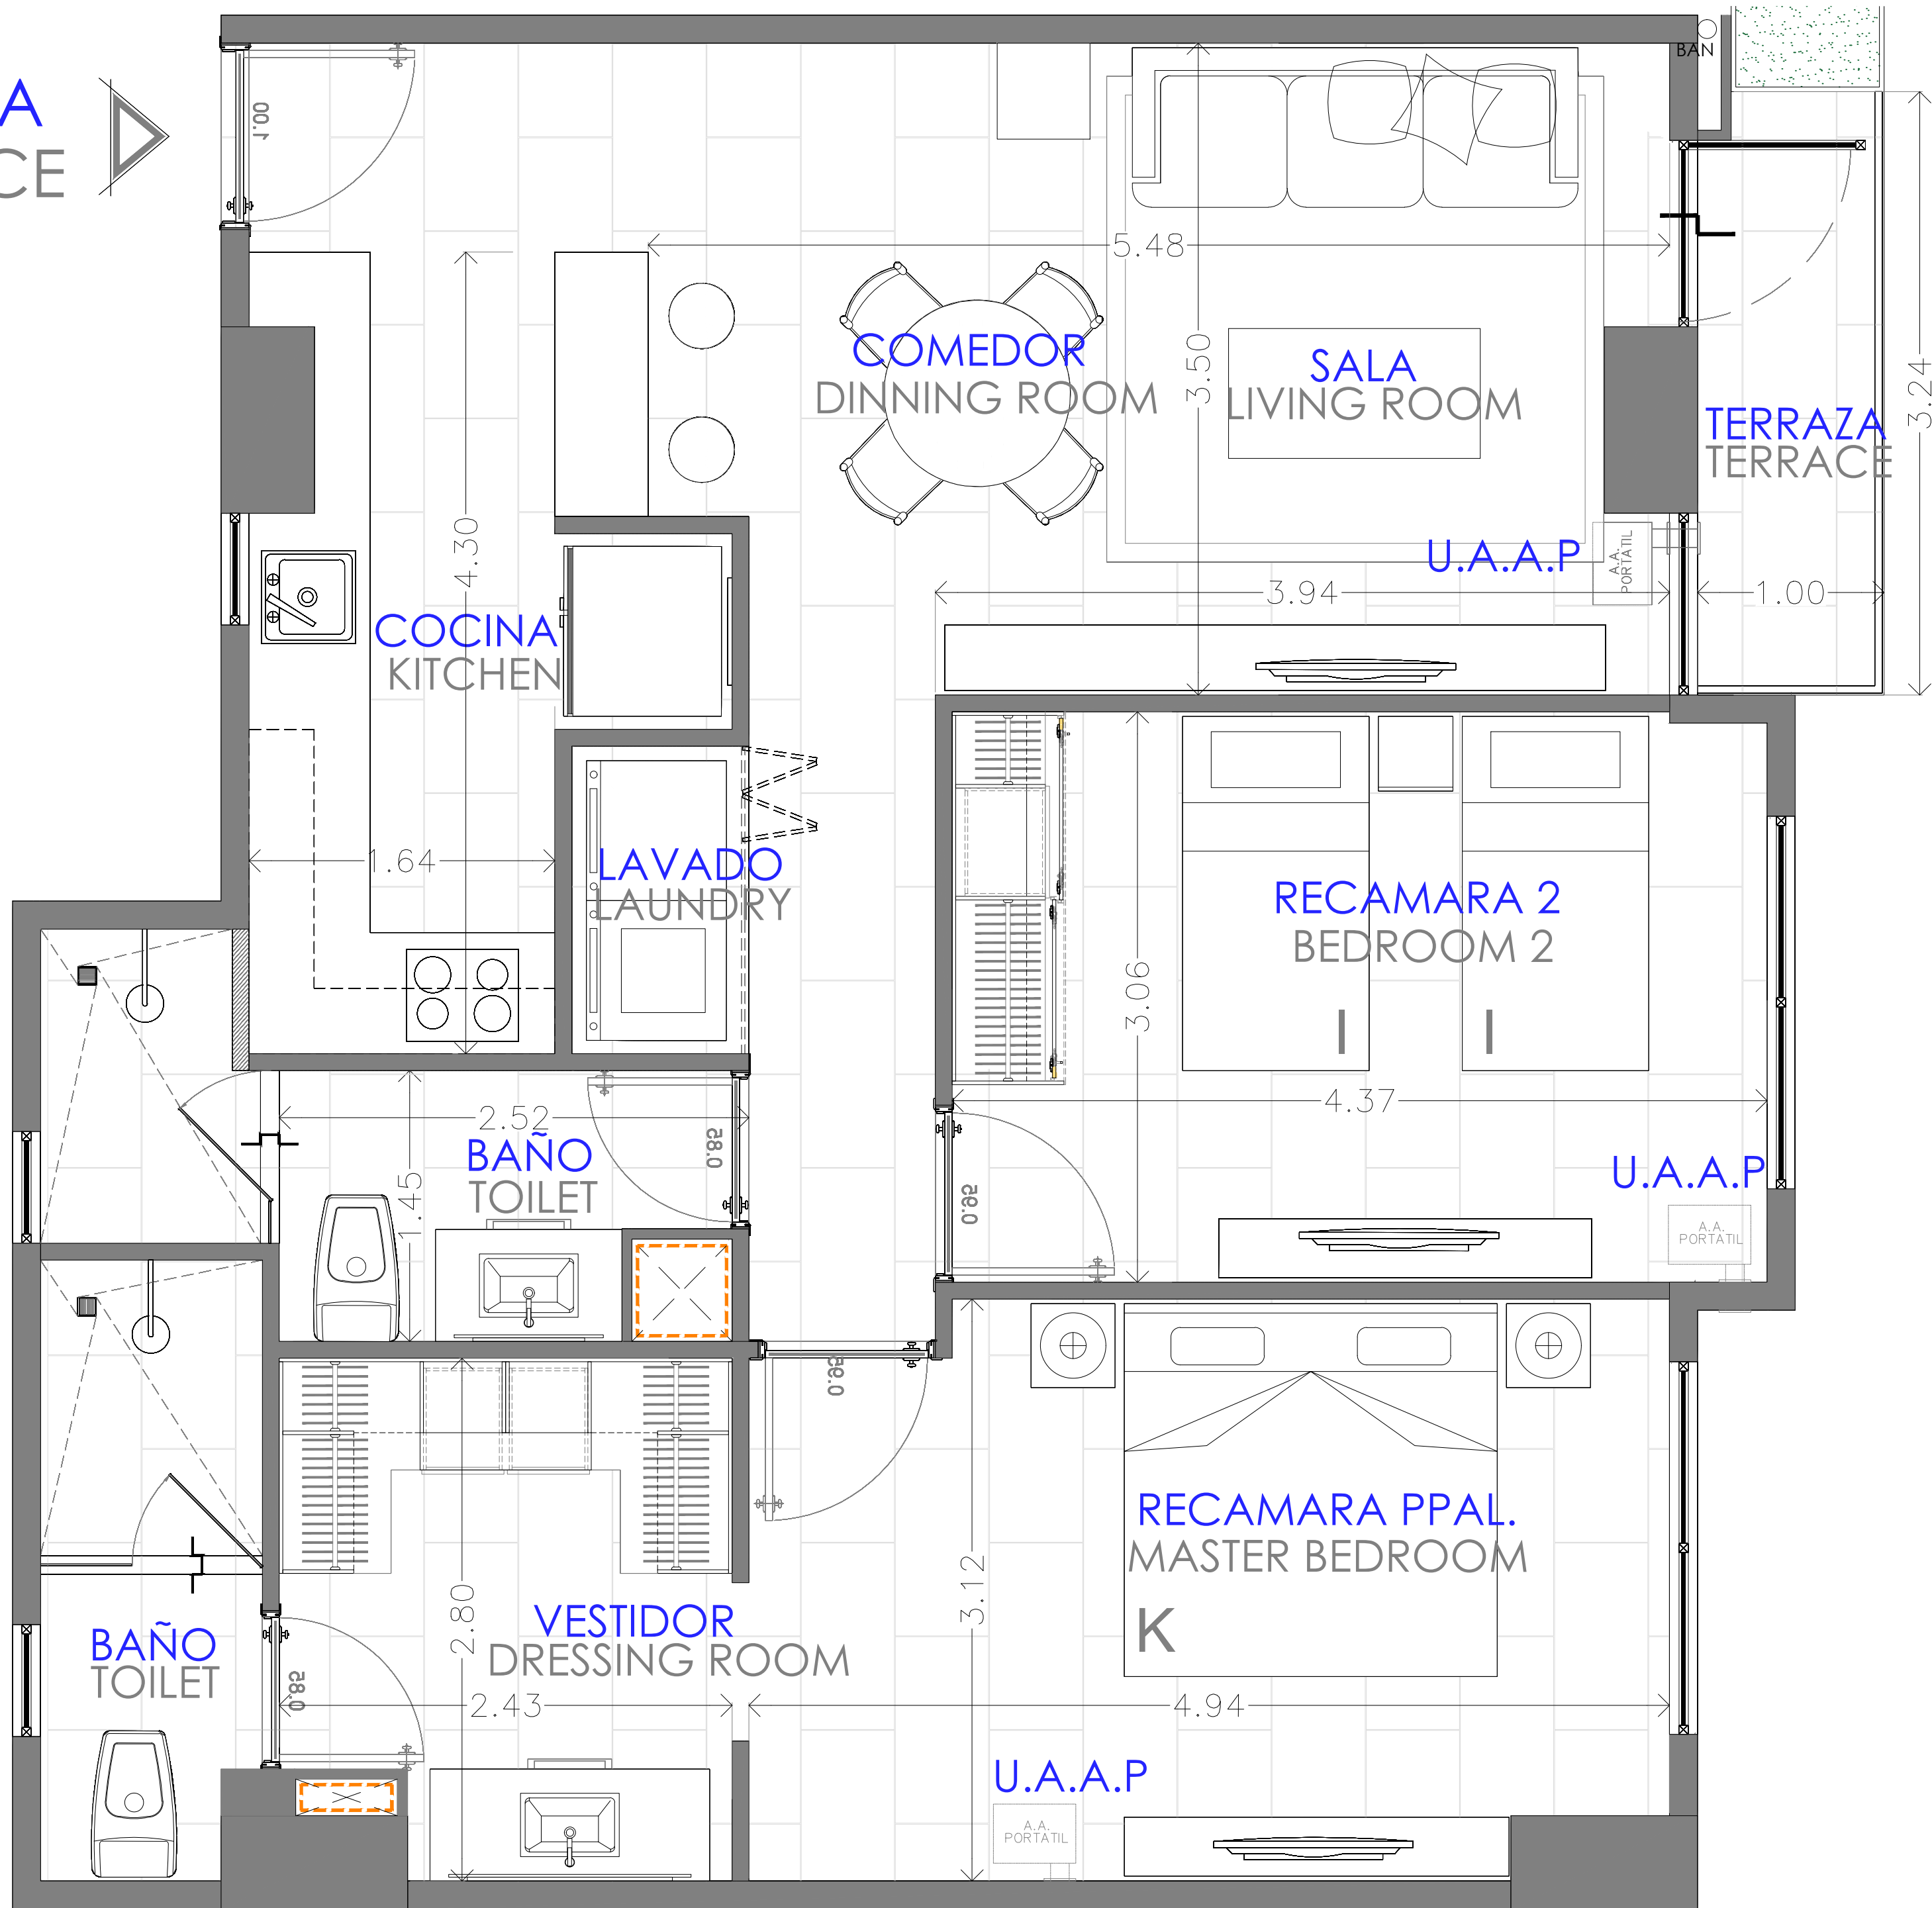 BAN
A
CE
1.00
5.48
COMEDOR
DINNING ROOM
3.50
SALA
LIVING ROOM
3.24
TERRAZA
TERRACE
4.30
U.A.A.P
A.A.
PORTATIL
3.94
1.00
COCINA
KITCHEN
1.64
LAVADO
LAUNDRY
RECAMARA 2
BEDROOM 2
3.06
4.37
2.52
0.85
BAÑO
TOILET
1.45
U.A.A.P
0.95
A.A.
PORTATIL
0.95
RECAMARA PPAL.
MASTER BEDROOM
3.12
K
2.80
VESTIDOR
DRESSING ROOM
BAÑO
TOILET
0.85
2.43
4.94
U.A.A.P
A.A.
PORTATIL